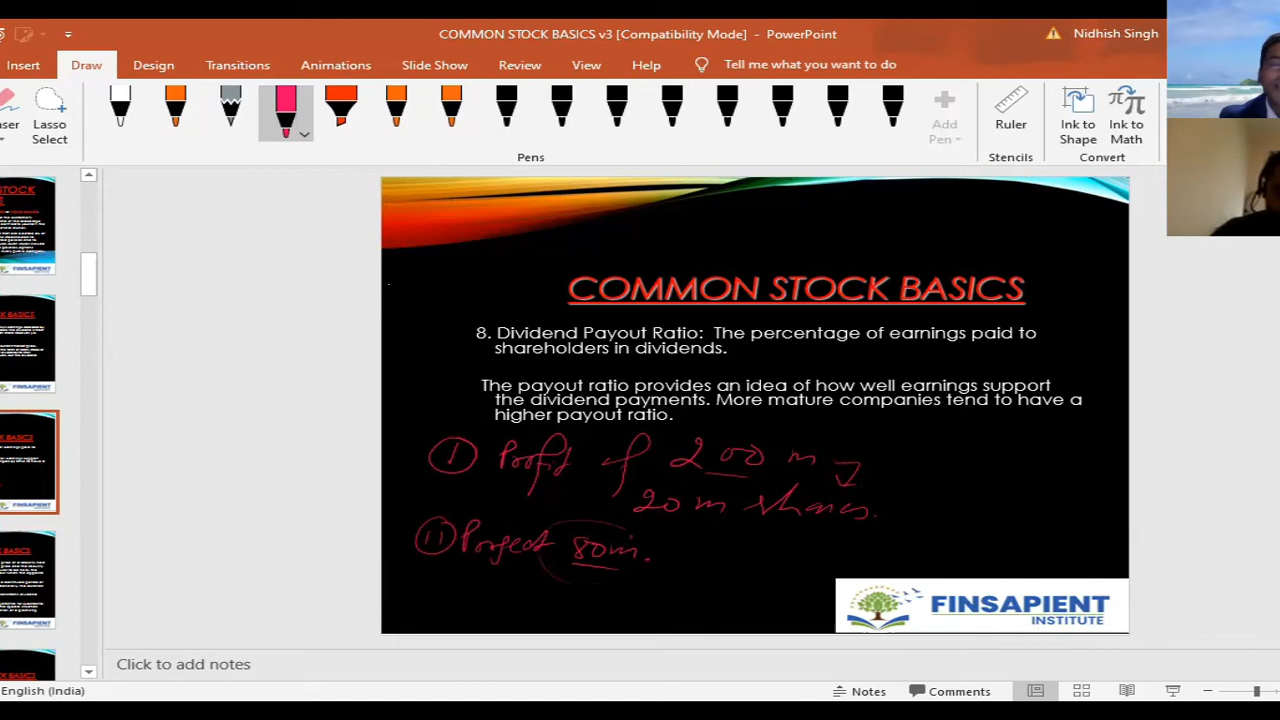 COMMON STOCK BASICS v3 [Compatibility Mode] - PowerPoint
Nidhish Singh
Insert Draw Design Transitions Animations Slide Show Review View Help Tell me what you want to do
Lasso Select
Add Pen
Ruler
Ink to Shape
Ink to Math
Pens
Stencils
Convert
COMMON STOCK BASICS
8. Dividend Payout Ratio: The percentage of earnings paid to
shareholders in dividends.
The payout ratio provides an idea of how well earnings support
the dividend payments. More mature companies tend to have a
higher payout ratio.
① Profit of 200 m
20 m shares.
② Project 80m.
FINSAPIENT
INSTITUTE
Click to add notes
English (India)
Notes
Comments